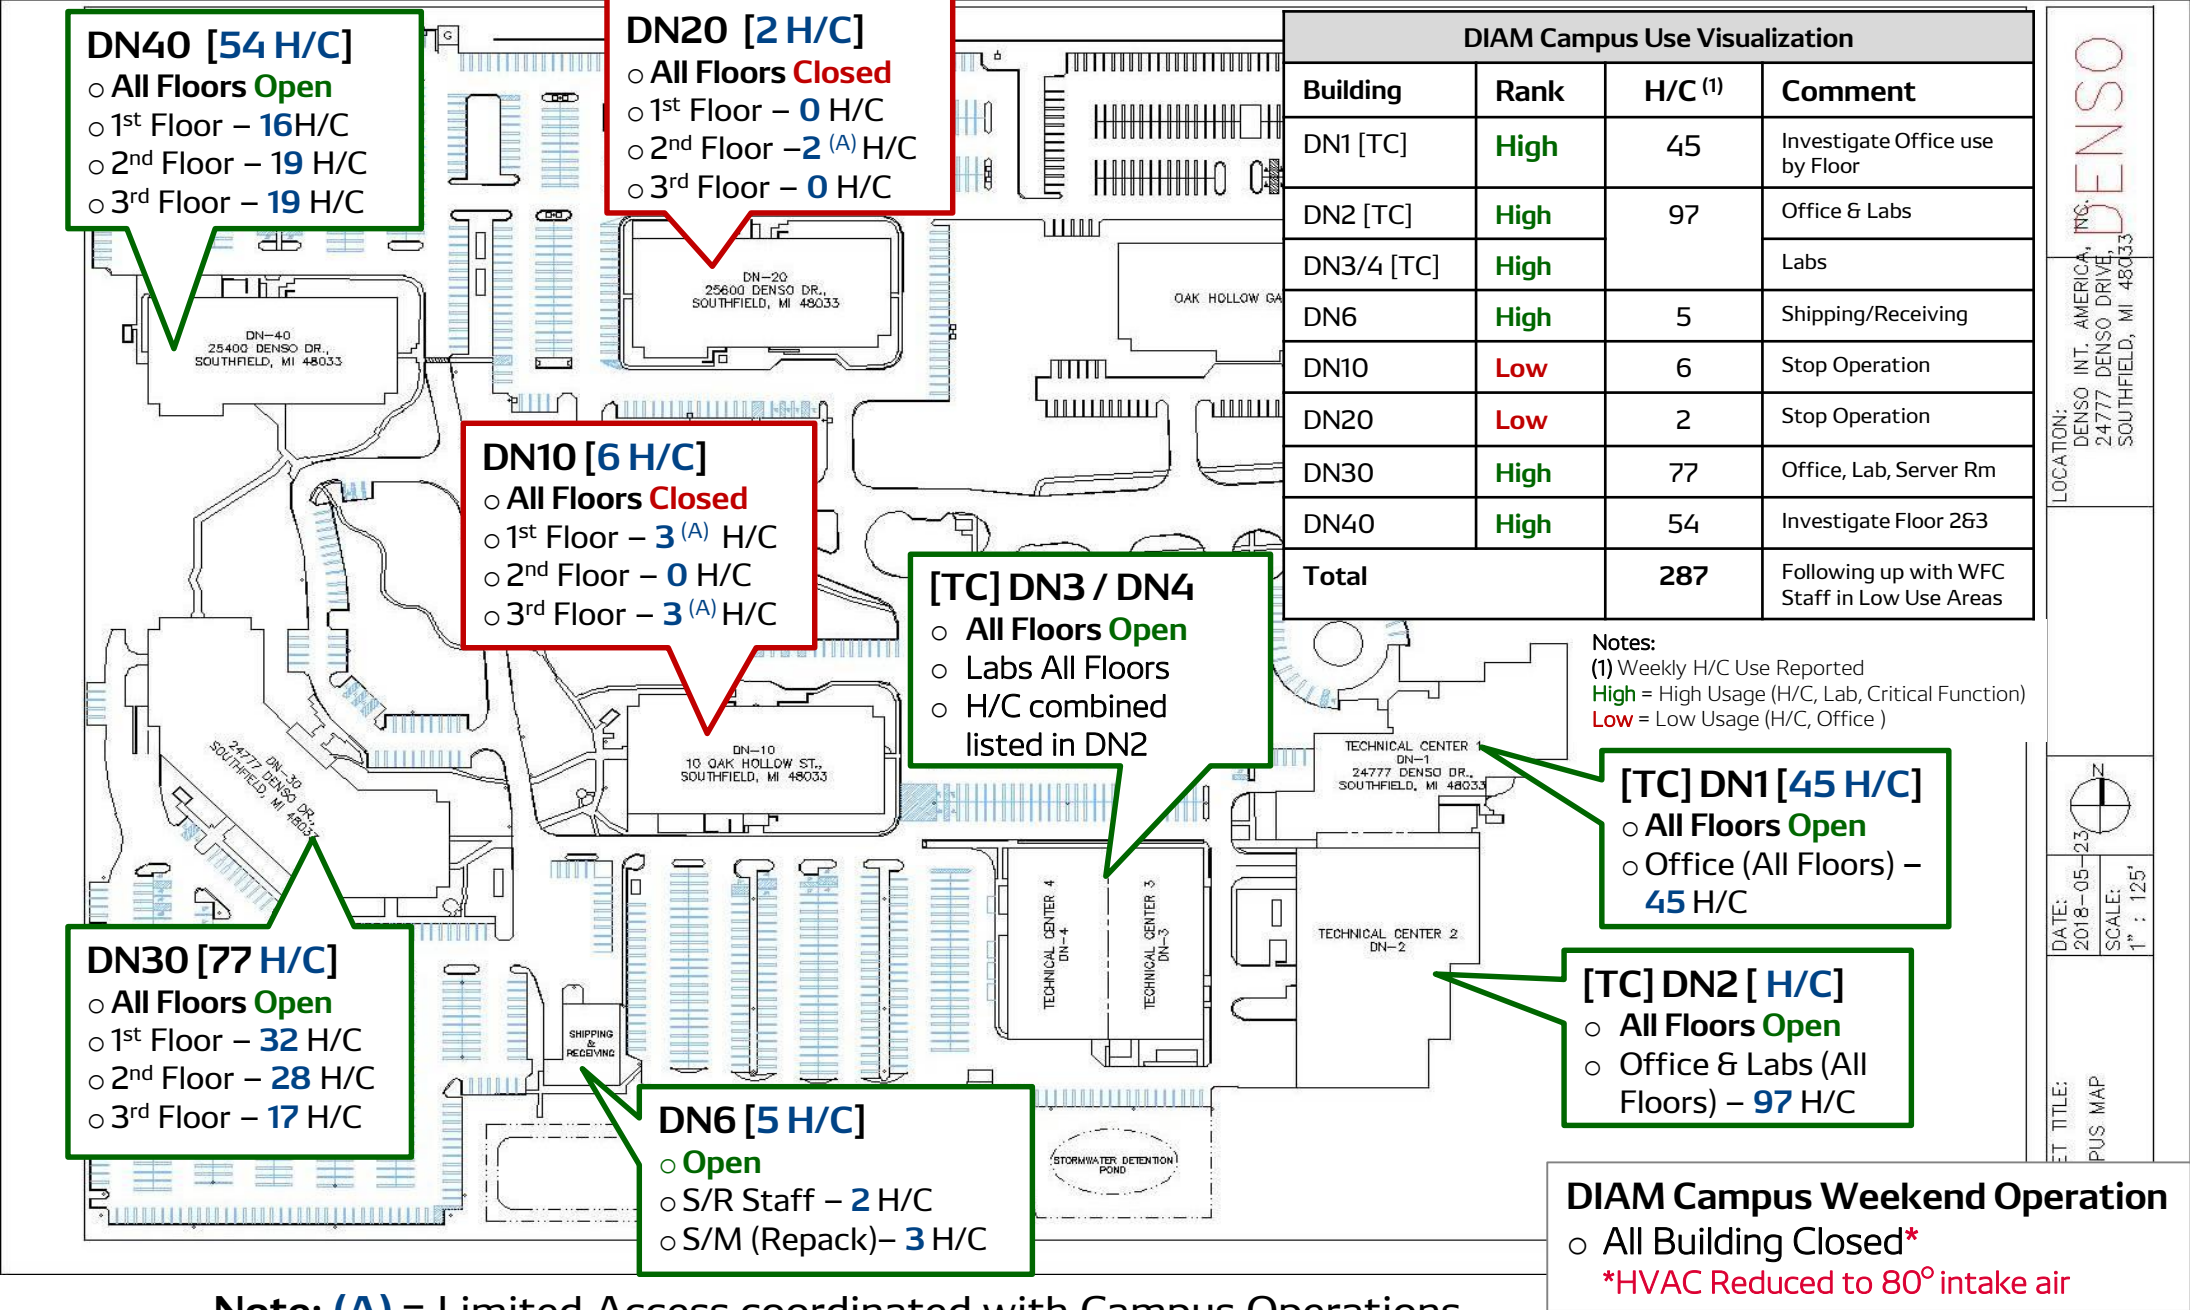 DN40 [54 H/C]
○ All Floors Open
○ 1st Floor – 16H/C
○ 2nd Floor – 19 H/C
○ 3rd Floor – 19 H/C
G
DN20 [2 H/C]
○ All Floors Closed
○ 1st Floor – 0 H/C
○ 2nd Floor –2 (A) H/C
○ 3rd Floor – 0 H/C
DIAM Campus Use Visualization
Building Rank H/C (1) Comment
DN1 [TC] High 45 Investigate Office use
by Floor
DN2 [TC] High 97 Office & Labs
DN3/4 [TC] High Labs
DN6 High 5 Shipping/Receiving
DN10 Low 6 Stop Operation
DN20 Low 2 Stop Operation
DN30 High 77 Office, Lab, Server Rm
DN40 High 54 Investigate Floor 2&3
Total 287 Following up with WFC
Staff in Low Use Areas
Notes:
(1) Weekly H/C Use Reported
High = High Usage (H/C, Lab, Critical Function)
Low = Low Usage (H/C, Office )
DN-40
25400 DENSO DR.,
SOUTHFIELD, MI 48033
DN-20
25600 DENSO DR.,
SOUTHFIELD, MI 48033
OAK HOLLOW GA
DN10 [6 H/C]
○ All Floors Closed
○ 1st Floor – 3 (A) H/C
○ 2nd Floor – 0 H/C
○ 3rd Floor – 3 (A) H/C
[TC] DN3 / DN4
○ All Floors Open
○ Labs All Floors
○ H/C combined
listed in DN2
DN-10
10 OAK HOLLOW ST.,
SOUTHFIELD, MI 48033
DN-30
24777 DENSO DR.,
SOUTHFIELD, MI 48033
TECHNICAL CENTER 1
DN-1
24777 DENSO DR.,
SOUTHFIELD, MI 48033
[TC] DN1 [45 H/C]
○ All Floors Open
○ Office (All Floors) –
45 H/C
TECHNICAL CENTER 4
DN-4
TECHNICAL CENTER 3
DN-3
TECHNICAL CENTER 2
DN-2
[TC] DN2 [ H/C]
○ All Floors Open
○ Office & Labs (All
Floors) – 97 H/C
DN30 [77 H/C]
○ All Floors Open
○ 1st Floor – 32 H/C
○ 2nd Floor – 28 H/C
○ 3rd Floor – 17 H/C
SHIPPING
&
RECEIVING
DN6 [5 H/C]
○ Open
○ S/R Staff – 2 H/C
○ S/M (Repack)– 3 H/C
STORMWATER DETENTION
POND
DIAM Campus Weekend Operation
○ All Building Closed*
*HVAC Reduced to 80° intake air
Note: (A) = Limited Access coordinated with Campus Operations
DENSO
LOCATION:
DENSO INT. AMERICA, INC.
24777 DENSO DRIVE,
SOUTHFIELD, MI 48033
N
DATE:
2018-05-23
SCALE:
1" : 125'
ET TITLE:
PUS MAP